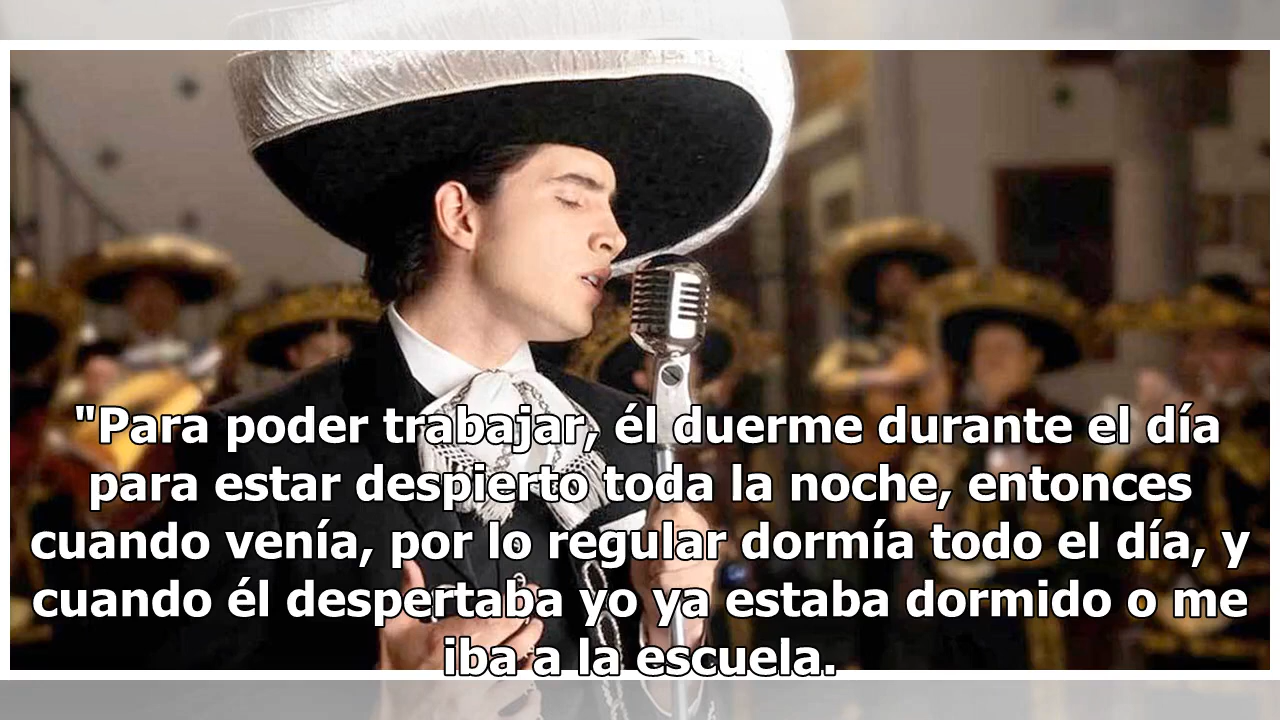 "Para poder trabajar, él duerme durante el día
para estar despierto toda la noche, entonces
cuando venía, por lo regular dormía todo el día, y
cuando él despertaba yo ya estaba dormido o me
iba a la escuela.